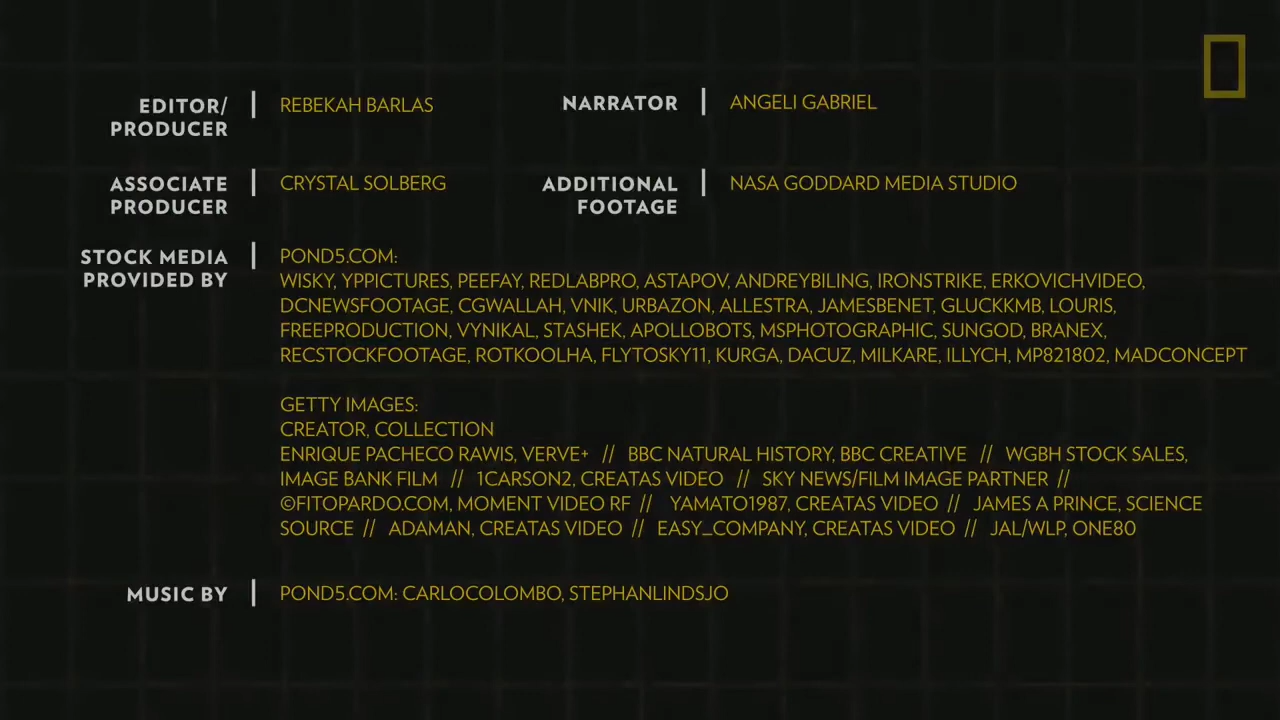 EDITOR/
PRODUCER
REBEKAH BARLAS
NARRATOR
ANGELI GABRIEL
ASSOCIATE
PRODUCER
CRYSTAL SOLBERG
ADDITIONAL
FOOTAGE
NASA GODDARD MEDIA STUDIO
STOCK MEDIA
PROVIDED BY
POND5.COM:
WISKY, YPPICTURES, PEEFAY, REDLABPRO, ASTAPOV, ANDREYBILING, IRONSTRIKE, ERKOVICHVIDEO,
DCNEWSFOOTAGE, CGWALLAH, VNIK, URBAZON, ALLESTRA, JAMESBENET, GLUCKKMB, LOURIS,
FREEPRODUCTION, VYNIKAL, STASHEK, APOLLOBOTS, MSPHOTOGRAPHIC, SUNGOD, BRANEX,
RECSTOCKFOOTAGE, ROTKOOLHA, FLYTOSKY11, KURGA, DACUZ, MILKARE, ILLYCH, MP821802, MADCONCEPT
GETTY IMAGES:
CREATOR, COLLECTION
ENRIQUE PACHECO RAWIS, VERVE+ // BBC NATURAL HISTORY, BBC CREATIVE // WGBH STOCK SALES,
IMAGE BANK FILM // 1CARSON2, CREATAS VIDEO // SKY NEWS/FILM IMAGE PARTNER //
©FITOPARDO.COM, MOMENT VIDEO RF // YAMATO1987, CREATAS VIDEO // JAMES A PRINCE, SCIENCE
SOURCE // ADAMAN, CREATAS VIDEO // EASY_COMPANY, CREATAS VIDEO // JAL/WLP, ONE80
MUSIC BY
POND5.COM: CARLOCOLOMBO, STEPHANLINDSJO